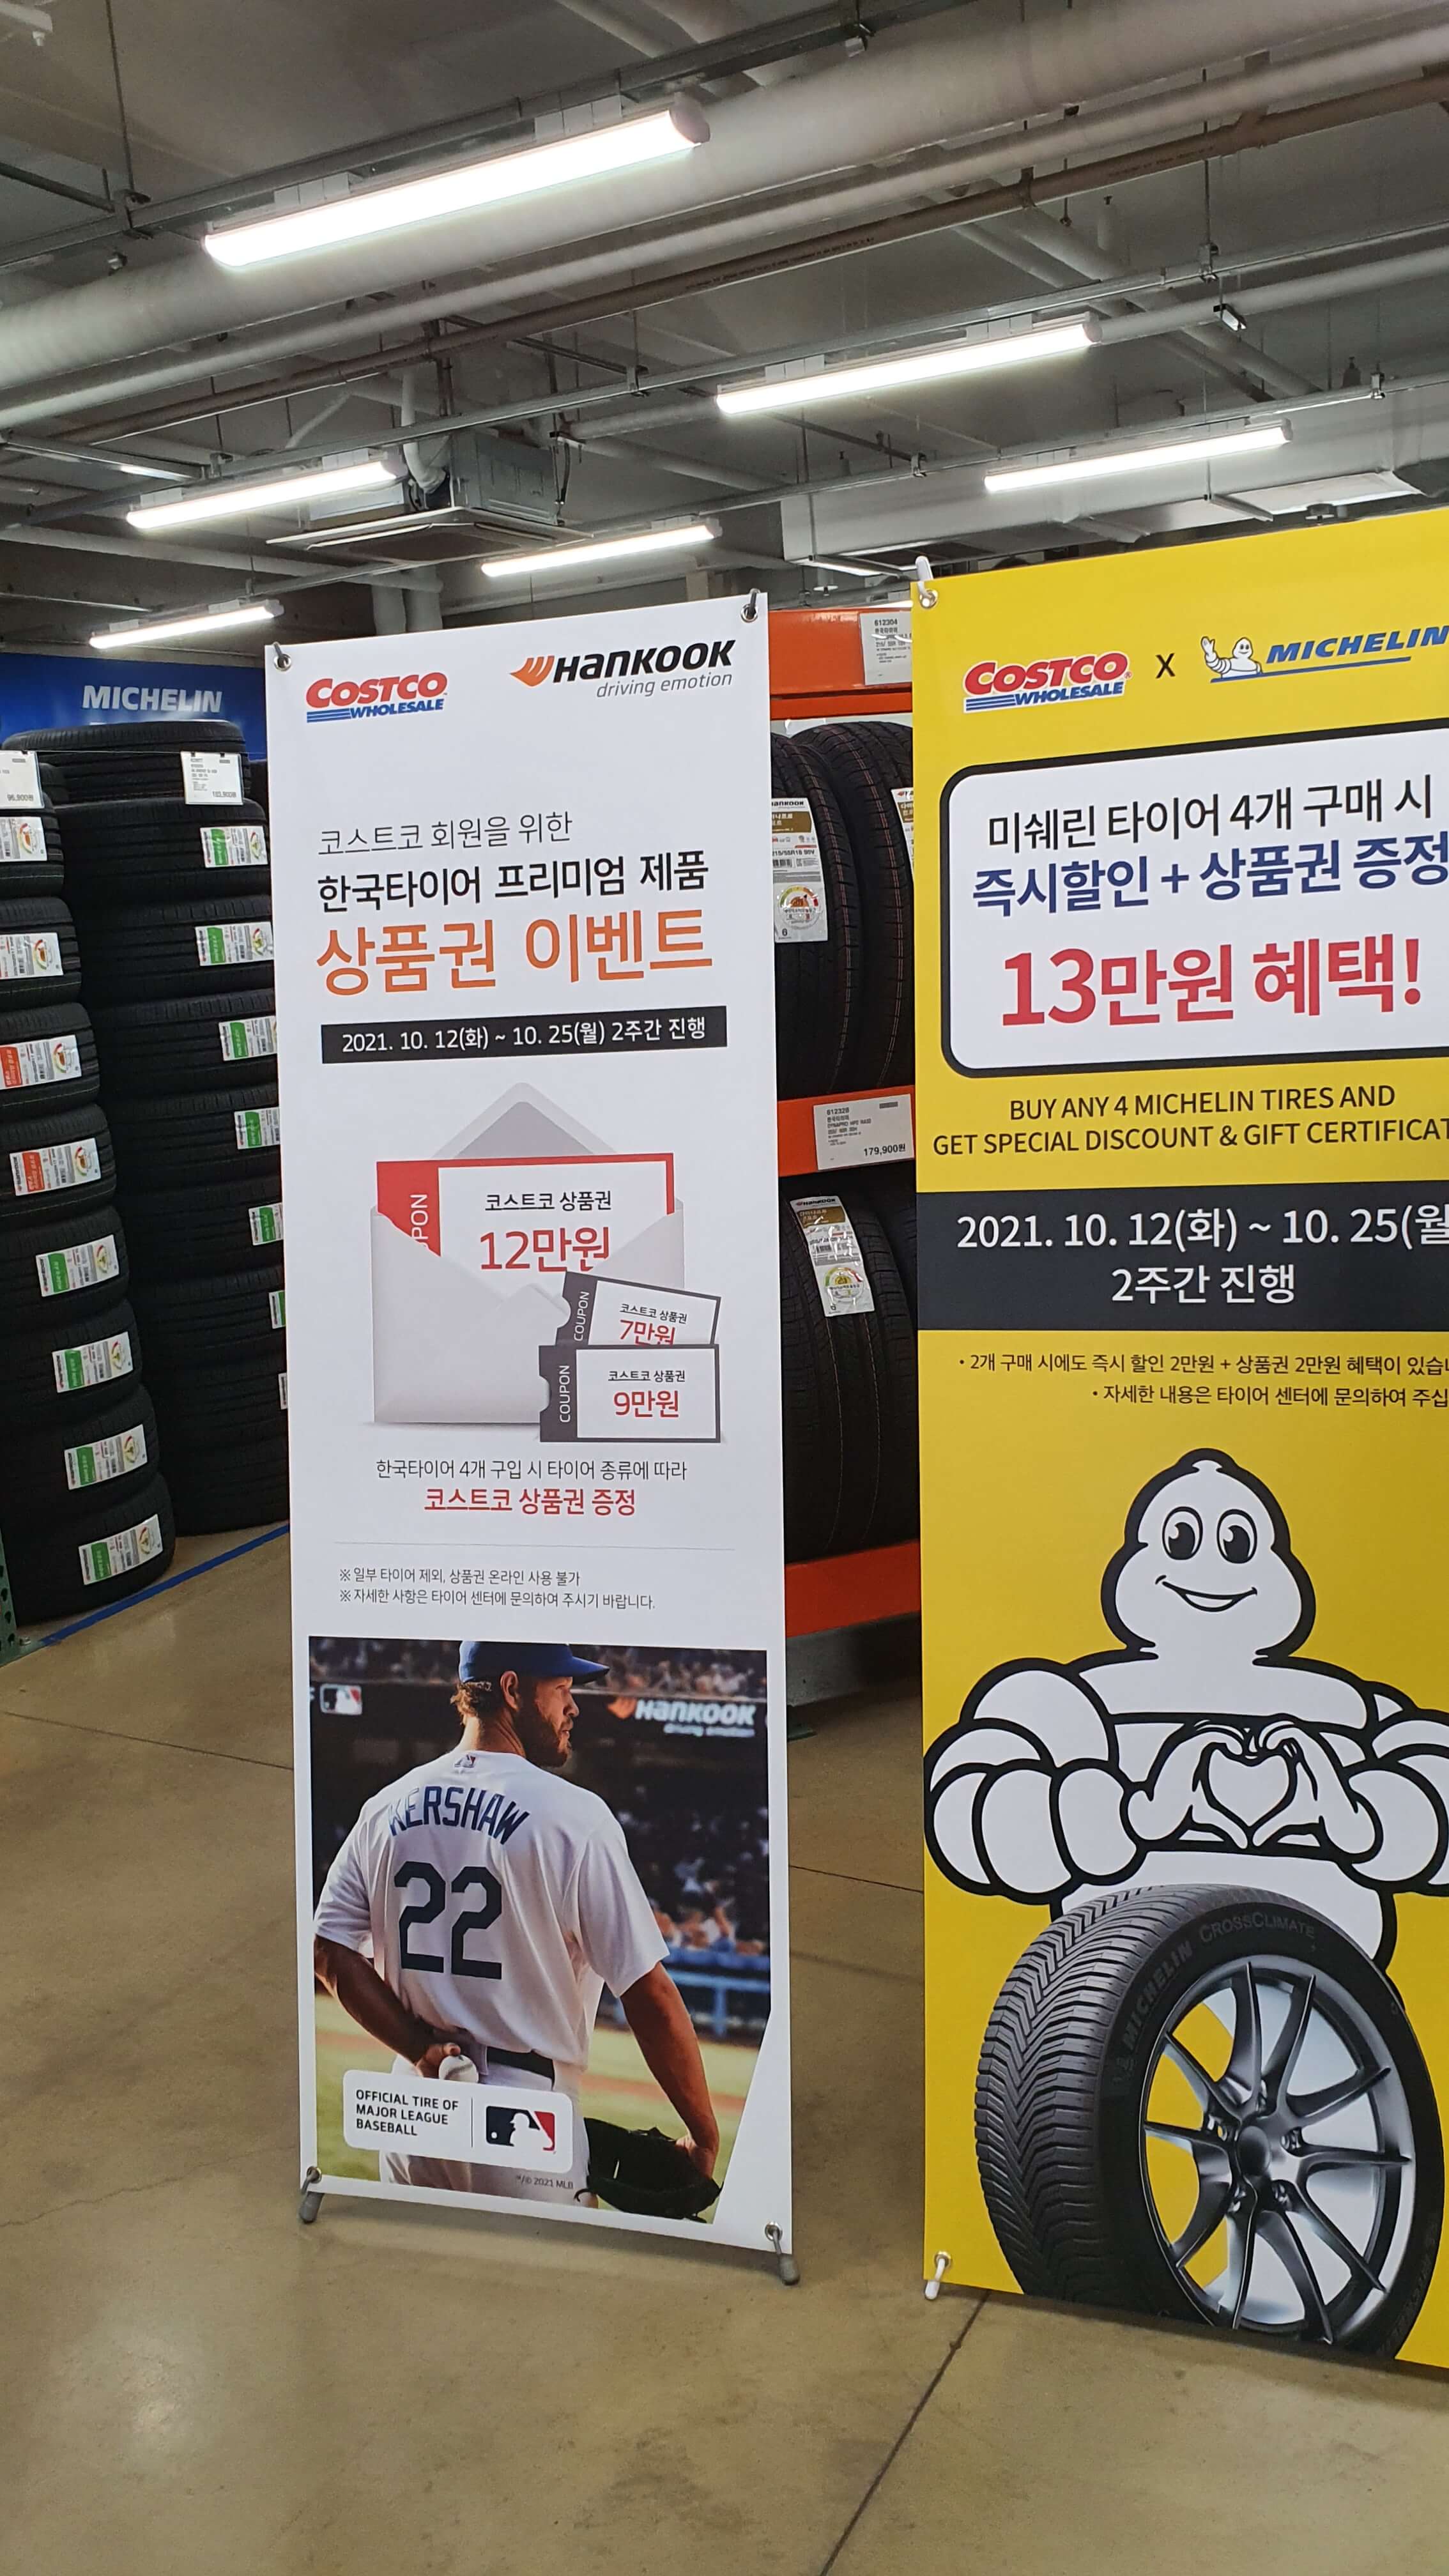 MICHELIN
COSTCO
WHOLESALE
HANKOOK
driving emotion
코스트코 회원을 위한
한국타이어 프리미엄 제품
상품권 이벤트
2021. 10. 12(화) ~ 10. 25(월) 2주간 진행
코스트코 상품권
12만원
COUPON
코스트코 상품권
7만원
COUPON
코스트코 상품권
9만원
한국타이어 4개 구입 시 타이어 종류에 따라
코스트코 상품권 증정
※ 일부 타이어 제외, 상품권 온라인 사용 불가
※ 자세한 사항은 타이어 센터에 문의하여 주시기 바랍니다.
HANKOOK
driving emotion
KERSHAW
22
OFFICIAL TIRE OF
MAJOR LEAGUE
BASEBALL
© 2021 MLB
612304
612328
179,900원
COSTCO
WHOLESALE
X
MICHELIN
미쉐린 타이어 4개 구매 시
즉시할인 + 상품권 증정
13만원 혜택!
BUY ANY 4 MICHELIN TIRES AND
GET SPECIAL DISCOUNT & GIFT CERTIFICAT
2021. 10. 12(화) ~ 10. 25(월
2주간 진행
• 2개 구매 시에도 즉시 할인 2만원 + 상품권 2만원 혜택이 있습
• 자세한 내용은 타이어 센터에 문의하여 주십
MICHELIN CROSSCLIMATE